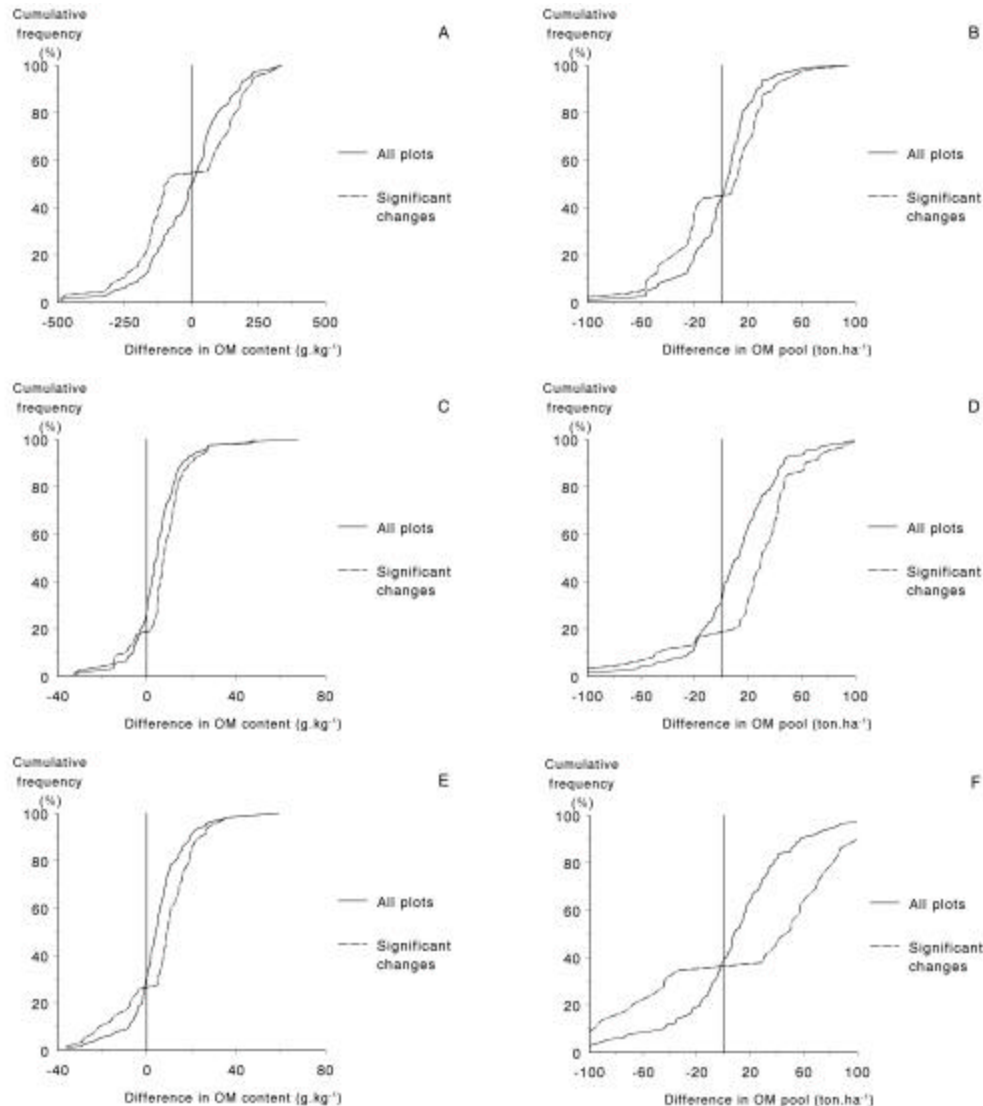 Cumulative
frequency
(%)
A
100
80
60
40
20
0
-500
-250
0
250
500
Difference in OM content (g.kg⁻¹)
All plots
Significant
changes
Cumulative
frequency
(%)
B
100
80
60
40
20
0
-100
-60
-20
20
60
100
Difference in OM pool (ton.ha⁻¹)
All plots
Significant
changes
Cumulative
frequency
(%)
C
100
80
60
40
20
0
-40
0
40
80
Difference in OM content (g.kg⁻¹)
All plots
Significant
changes
Cumulative
frequency
(%)
D
100
80
60
40
20
0
-100
-60
-20
20
60
100
Difference in OM pool (ton.ha⁻¹)
All plots
Significant
changes
Cumulative
frequency
(%)
E
100
80
60
40
20
0
-40
0
40
80
Difference in OM content (g.kg⁻¹)
All plots
Significant
changes
Cumulative
frequency
(%)
F
100
80
60
40
20
0
-100
-60
-20
20
60
100
Difference in OM pool (ton.ha⁻¹)
All plots
Significant
changes